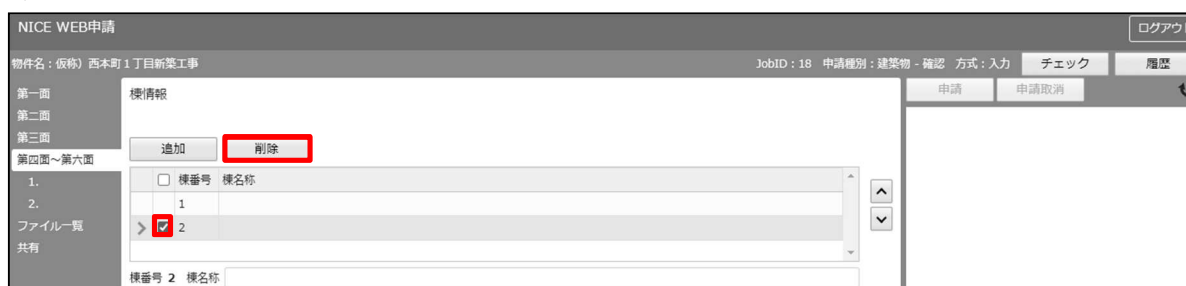 NICE WEB申請
ログアウト
物件名：仮称）西本町１丁目新築工事 JobID：18 申請種別：建築物 - 確認 方式：入力 チェック 履歴
第一面
第二面
第三面
第四面～第六面
1.
2.
ファイル一覧
共有
棟情報
追加 削除
棟番号 棟名称
1
2
棟番号 2 棟名称
申請 申請取消